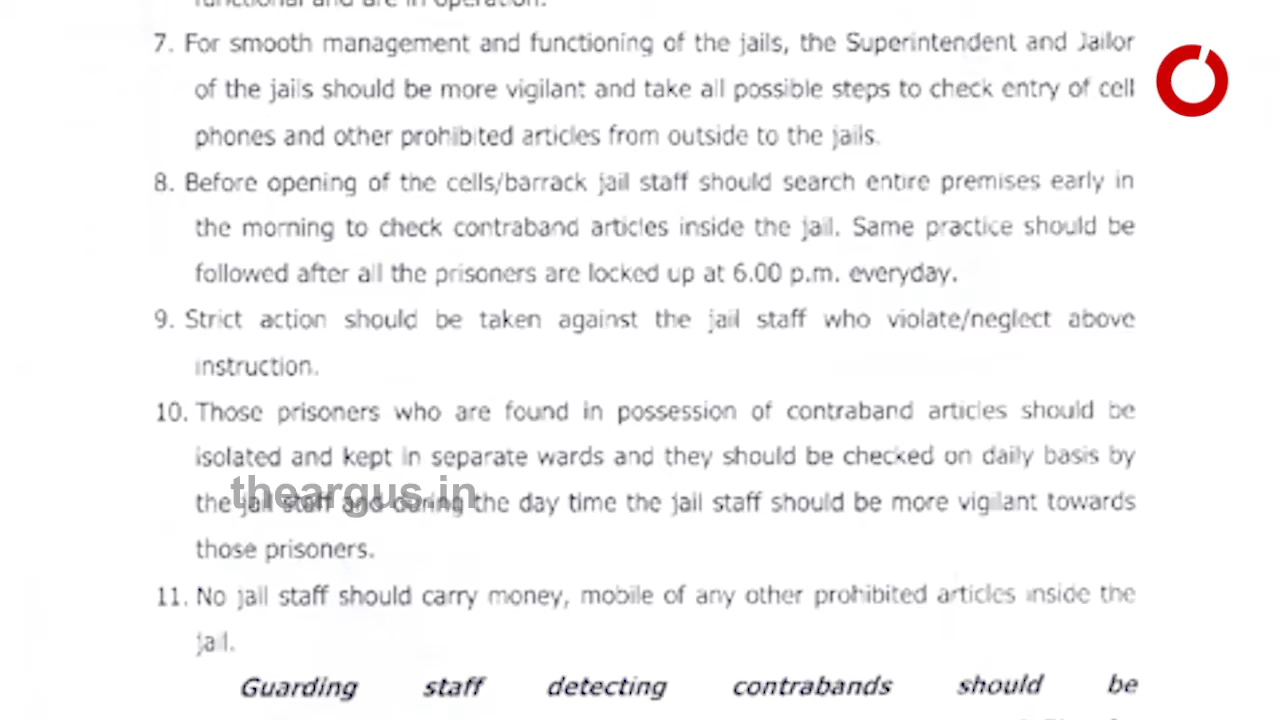 functional and are in operation.
7. For smooth management and functioning of the jails, the Superintendent and Jailor
of the jails should be more vigilant and take all possible steps to check entry of cell
phones and other prohibited articles from outside to the jails.
8. Before opening of the cells/barrack jail staff should search entire premises early in
the morning to check contraband articles inside the jail. Same practice should be
followed after all the prisoners are locked up at 6.00 p.m. everyday.
9. Strict action should be taken against the jail staff who violate/neglect above
instruction.
10. Those prisoners who are found in possession of contraband articles should be
isolated and kept in separate wards and they should be checked on daily basis by
the jail staff and during the day time the jail staff should be more vigilant towards
theargus.in
those prisoners.
11. No jail staff should carry money, mobile of any other prohibited articles inside the
jail.
Guarding staff detecting contrabands should be